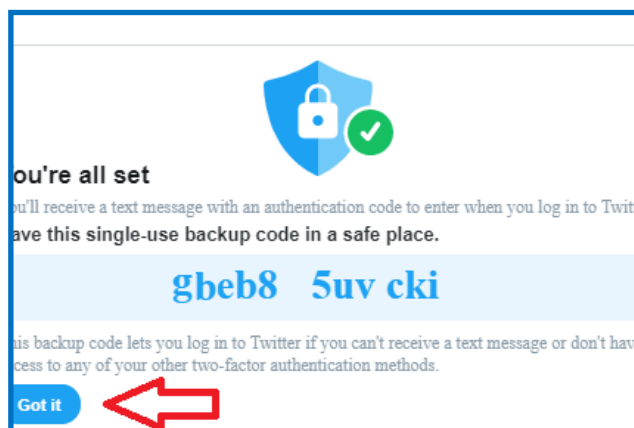 ou're all set
ou'll receive a text message with an authentication code to enter when you log in to Twitt
ave this single-use backup code in a safe place.
gbeb8 5uv cki
his backup code lets you log in to Twitter if you can't receive a text message or don't hav
cess to any of your other two-factor authentication methods.
Got it